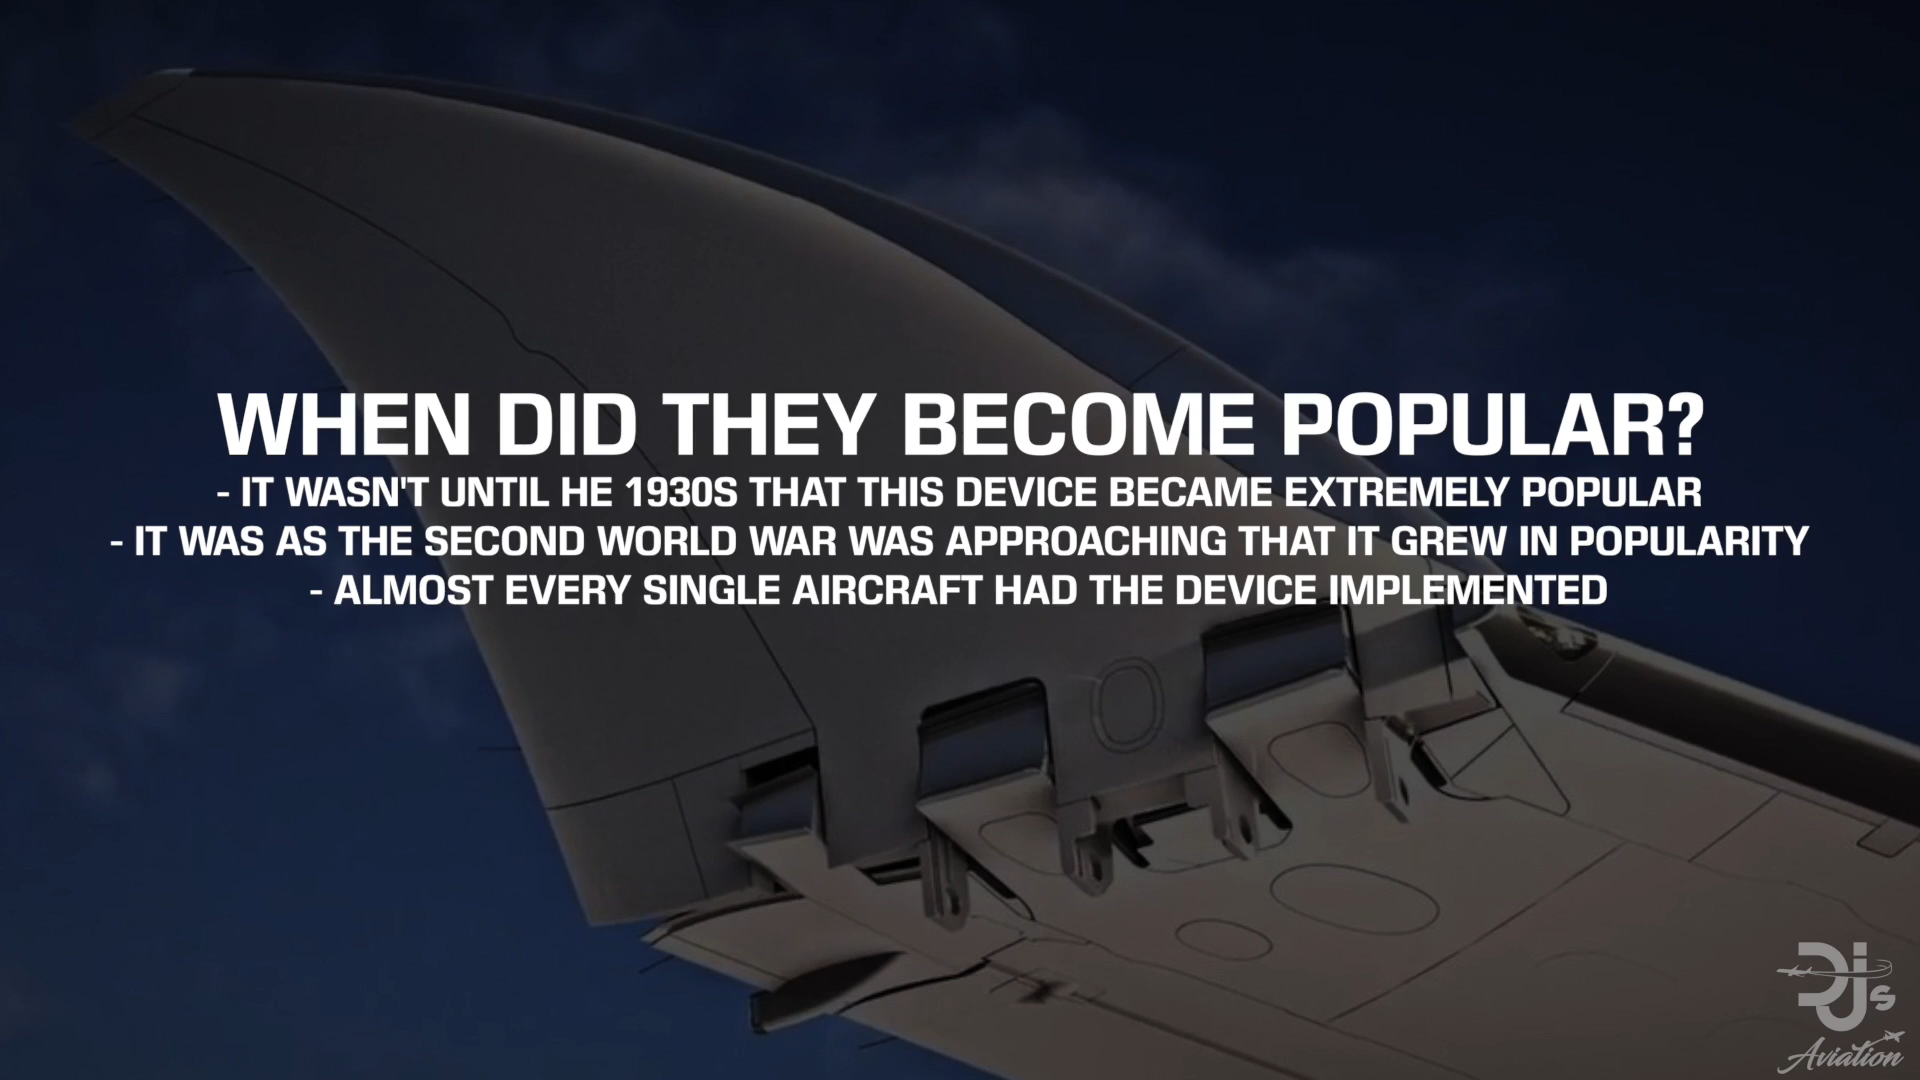 WHEN DID THEY BECOME POPULAR?
- IT WASN'T UNTIL HE 1930S THAT THIS DEVICE BECAME EXTREMELY POPULAR
- IT WAS AS THE SECOND WORLD WAR WAS APPROACHING THAT IT GREW IN POPULARITY
- ALMOST EVERY SINGLE AIRCRAFT HAD THE DEVICE IMPLEMENTED
DJs
Aviation